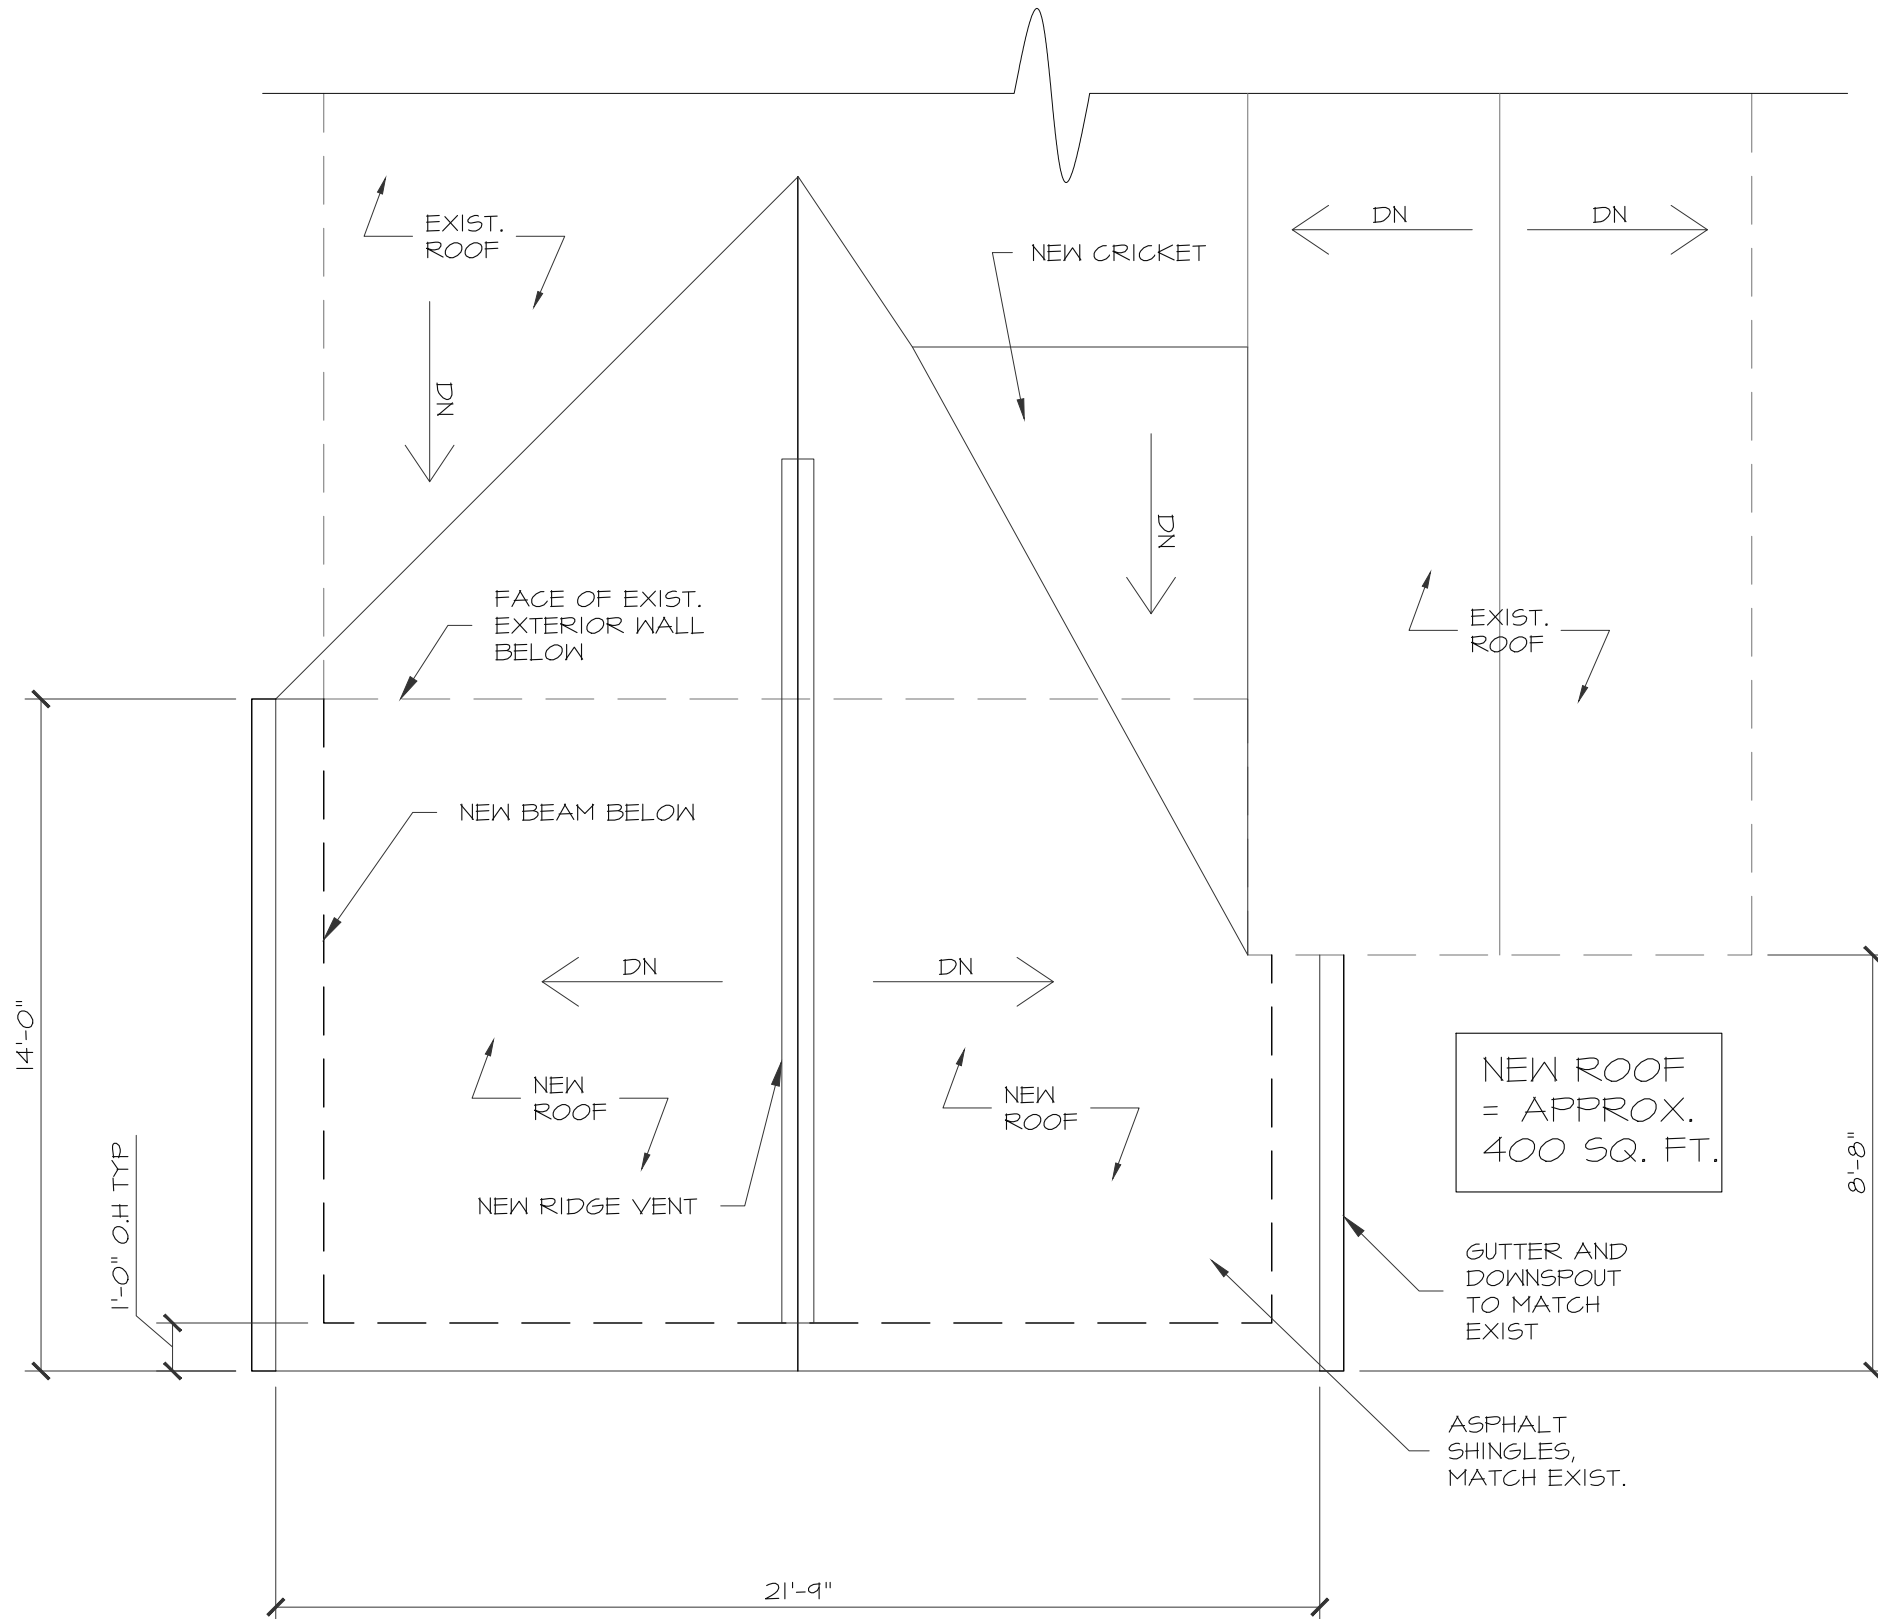 EXIST.
ROOF
DN
NEW CRICKET
DN
DN
DN
FACE OF EXIST.
EXTERIOR WALL
BELOW
EXIST.
ROOF
NEW BEAM BELOW
DN
DN
14'-0"
NEW
ROOF
NEW
ROOF
NEW ROOF
= APPROX.
400 SQ. FT.
8'-8"
1'-0" O.H TYP
NEW RIDGE VENT
GUTTER AND
DOWNSPOUT
TO MATCH
EXIST
ASPHALT
SHINGLES,
MATCH EXIST.
21'-9"